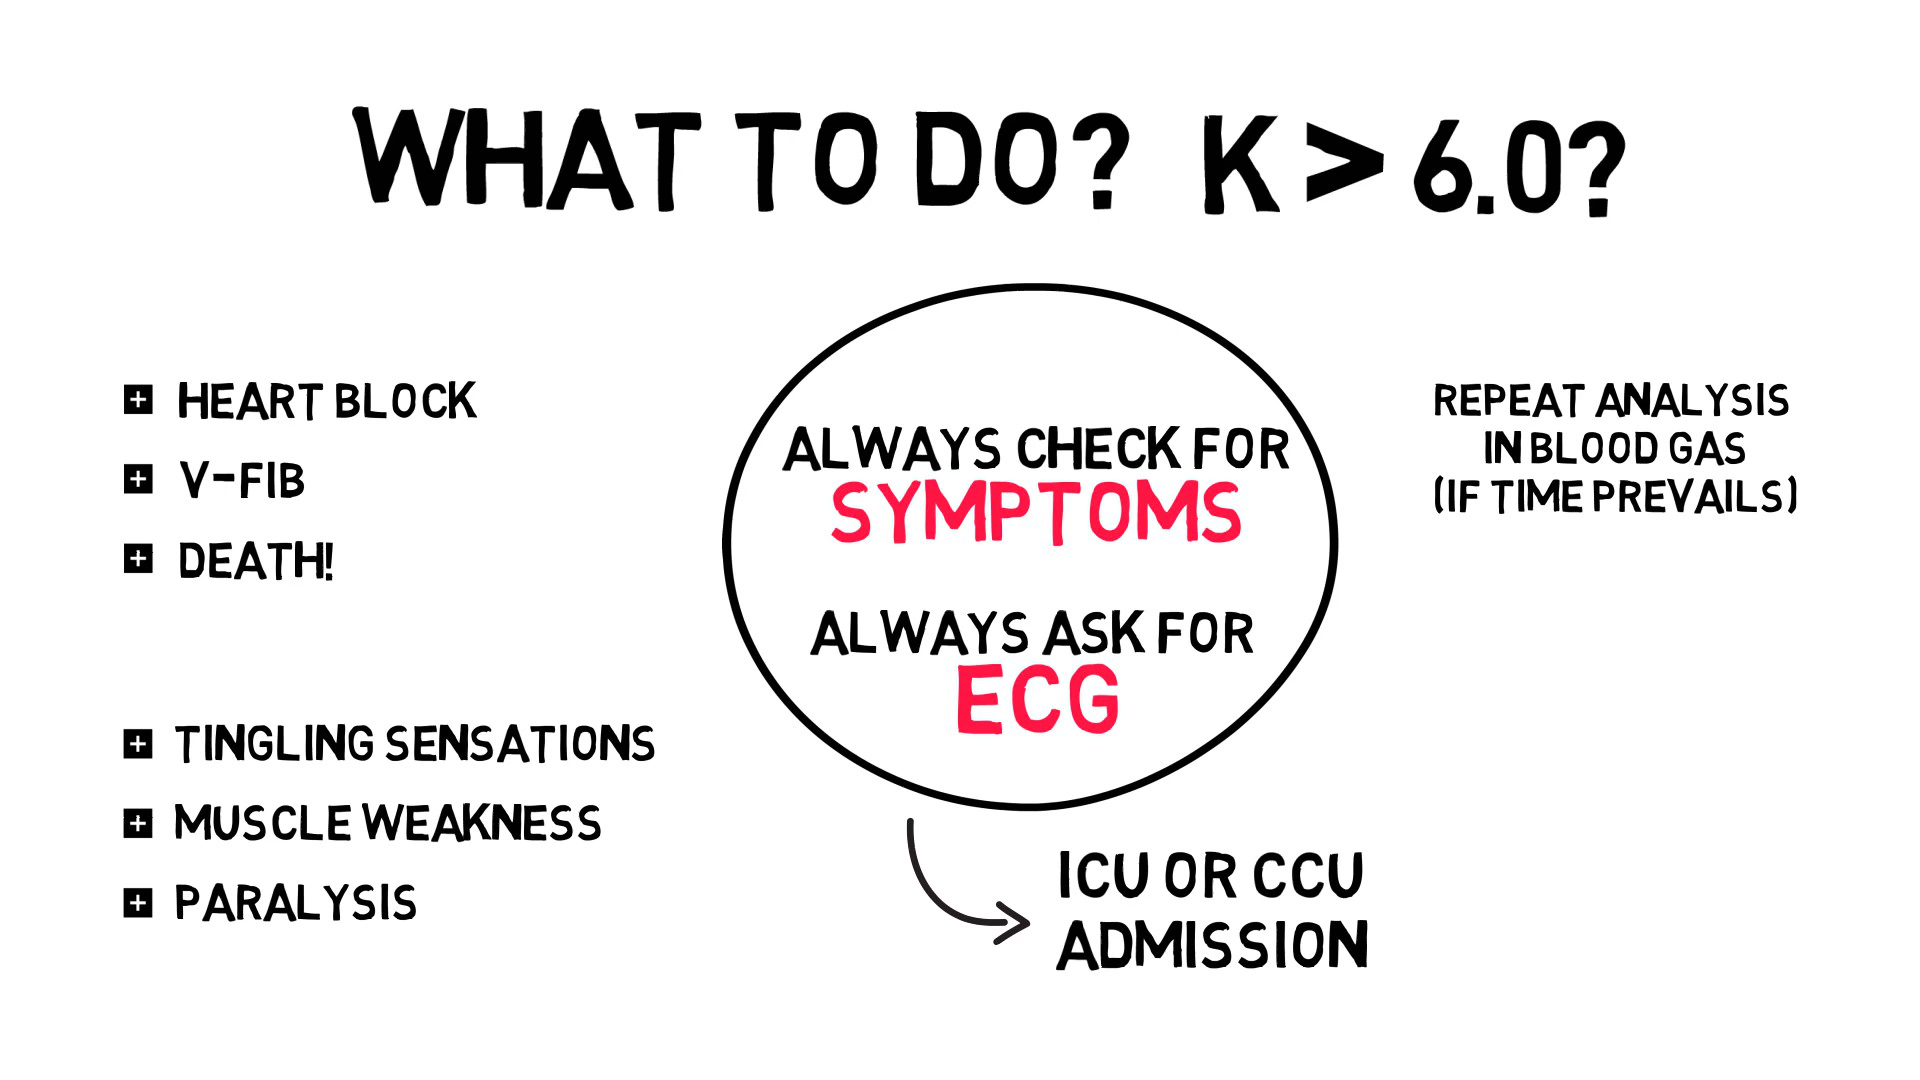 WHAT TO DO? K > 6.0?
HEART BLOCK
V-FIB
DEATH!
TINGLING SENSATIONS
MUSCLE WEAKNESS
PARALYSIS
ALWAYS CHECK FOR
SYMPTOMS
ALWAYS ASK FOR
ECG
ICU OR CCU
ADMISSION
REPEAT ANALYSIS
IN BLOOD GAS
(IF TIME PREVAILS)